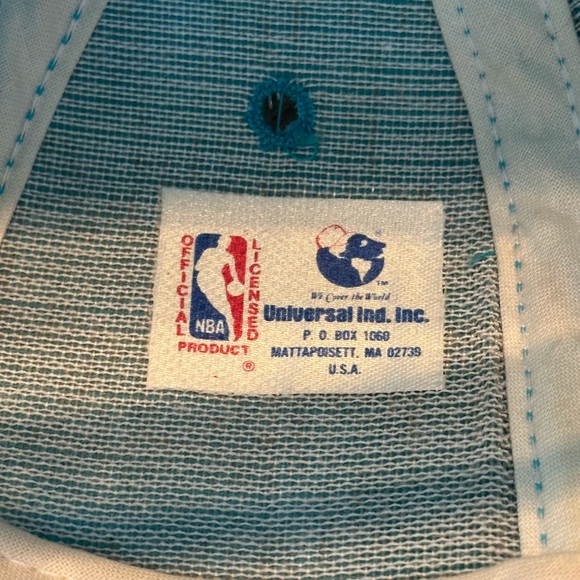 OFFICIAL
LICENSED
NBA
PRODUCT
®
TM
We Cover the World
Universal Ind. Inc.
P. O. BOX 1060
MATTAPOISETT, MA 02739
U.S.A.